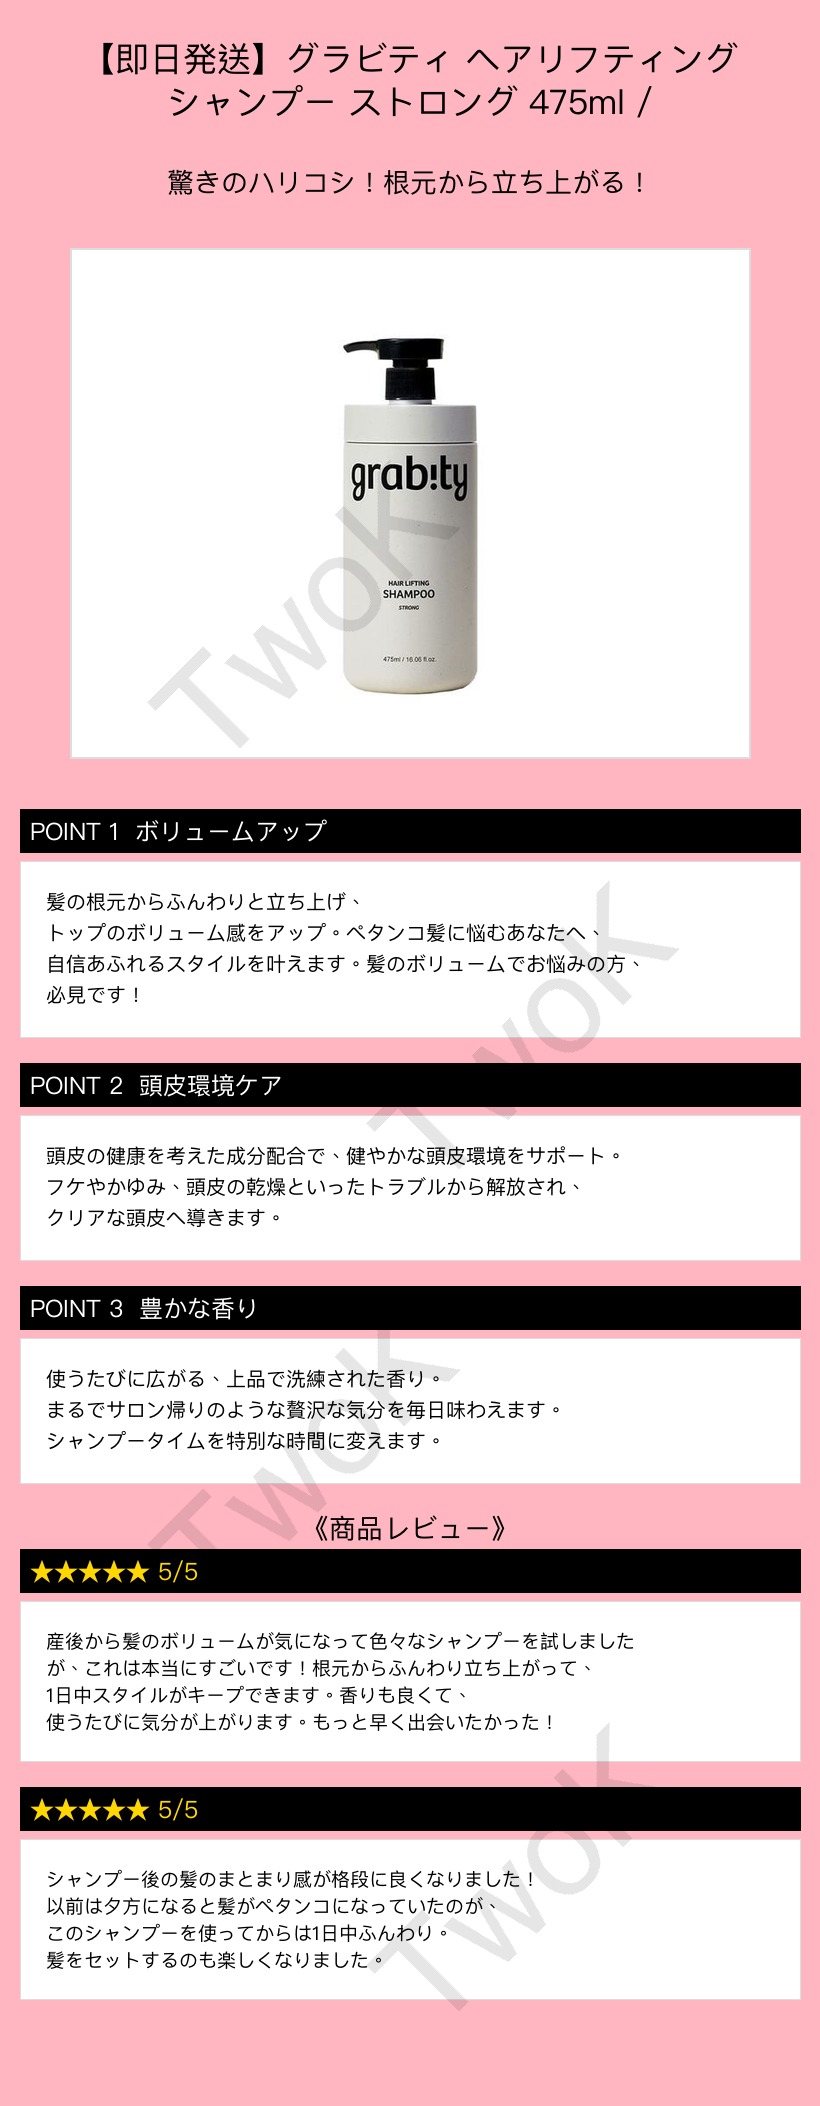 【即日発送】グラビティ ヘアリフティング
シャンプー ストロング 475ml /
驚きのハリコシ！根元から立ち上がる！
grab!ty
HAIR LIFTING
SHAMPOO
STRONG
475ml / 16.06 fl.oz.
TwoK
POINT 1 ボリュームアップ
髪の根元からふんわりと立ち上げ、
トップのボリューム感をアップ。ペタンコ髪に悩むあなたへ、
自信あふれるスタイルを叶えます。髪のボリュームでお悩みの方、
必見です！
TwoK
POINT 2 頭皮環境ケア
頭皮の健康を考えた成分配合で、健やかな頭皮環境をサポート。
フケやかゆみ、頭皮の乾燥といったトラブルから解放され、
クリアな頭皮へ導きます。
POINT 3 豊かな香り
使うたびに広がる、上品で洗練された香り。
まるでサロン帰りのような贅沢な気分を毎日味わえます。
シャンプータイムを特別な時間に変えます。
TwoK
《商品レビュー》
★★★★★ 5/5
産後から髪のボリュームが気になって色々なシャンプーを試しました
が、これは本当にすごいです！根元からふんわり立ち上がって、
1日中スタイルがキープできます。香りも良くて、
使うたびに気分が上がります。もっと早く出会いたかった！
★★★★★ 5/5
シャンプー後の髪のまとまり感が格段に良くなりました！
以前は夕方になると髪がペタンコになっていたのが、
このシャンプーを使ってからは1日中ふんわり。
髪をセットするのも楽しくなりました。
TwoK